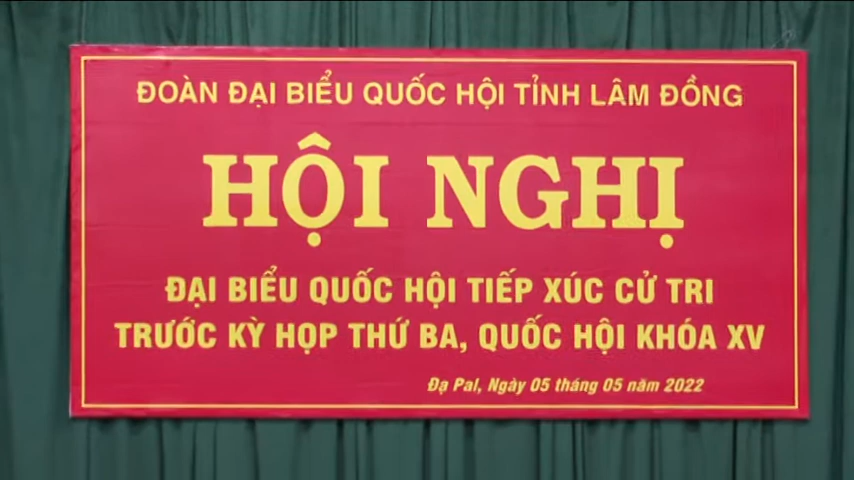 ĐOÀN ĐẠI BIỂU QUỐC HỘI TỈNH LÂM ĐỒNG
HỘI NGHỊ
ĐẠI BIỂU QUỐC HỘI TIẾP XÚC CỬ TRI
TRƯỚC KỲ HỌP THỨ BA, QUỐC HỘI KHÓA XV
Đạ Pal, Ngày 05 tháng 05 năm 2022